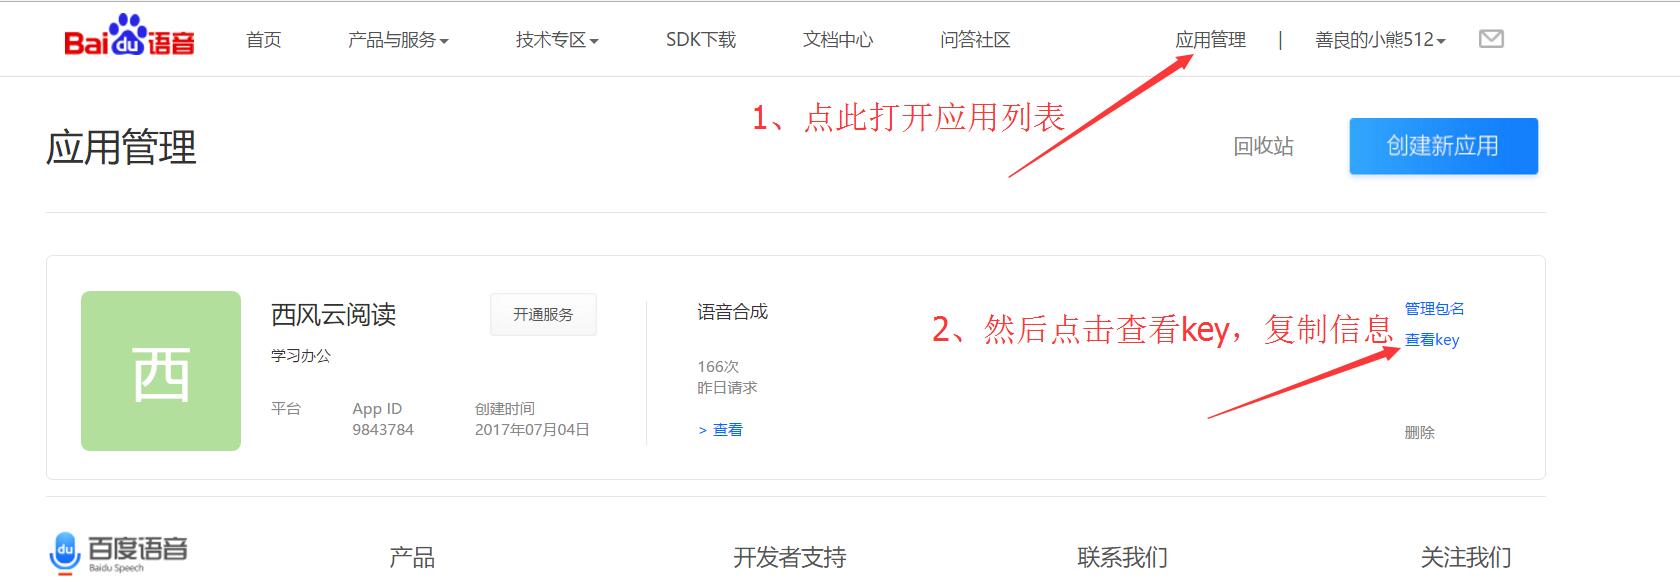 Baidu语音
首页
产品与服务
技术专区
SDK下载
文档中心
问答社区
应用管理
|
善良的小熊512
1、点此打开应用列表
应用管理
回收站
创建新应用
西
西风云阅读
开通服务
学习办公
平台
App ID
9843784
创建时间
2017年07月04日
语音合成
166次
昨日请求
> 查看
2、然后点击查看key，复制信息
管理包名
查看key
删除
du
百度语音
Baidu Speech
产品
开发者支持
联系我们
关注我们